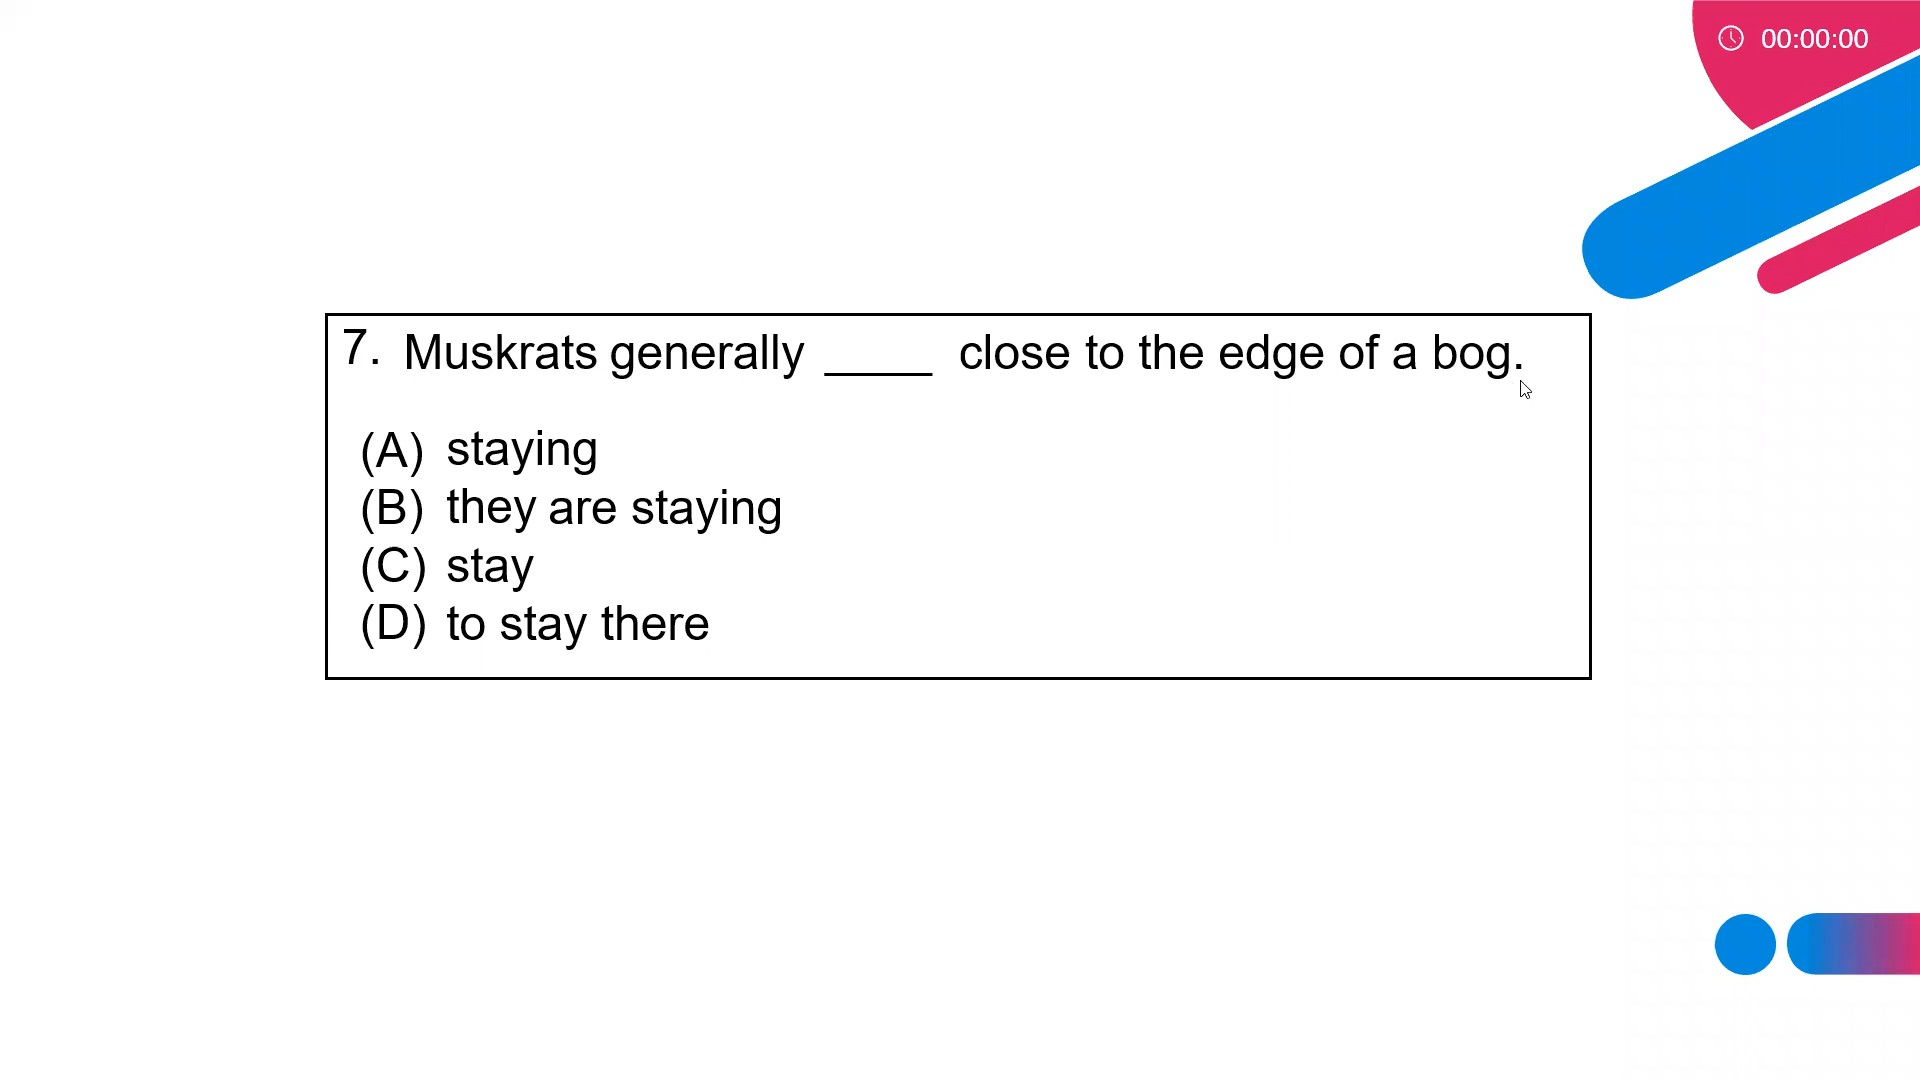 00:00:00
7. Muskrats generally _____ close to the edge of a bog.
(A) staying
(B) they are staying
(C) stay
(D) to stay there